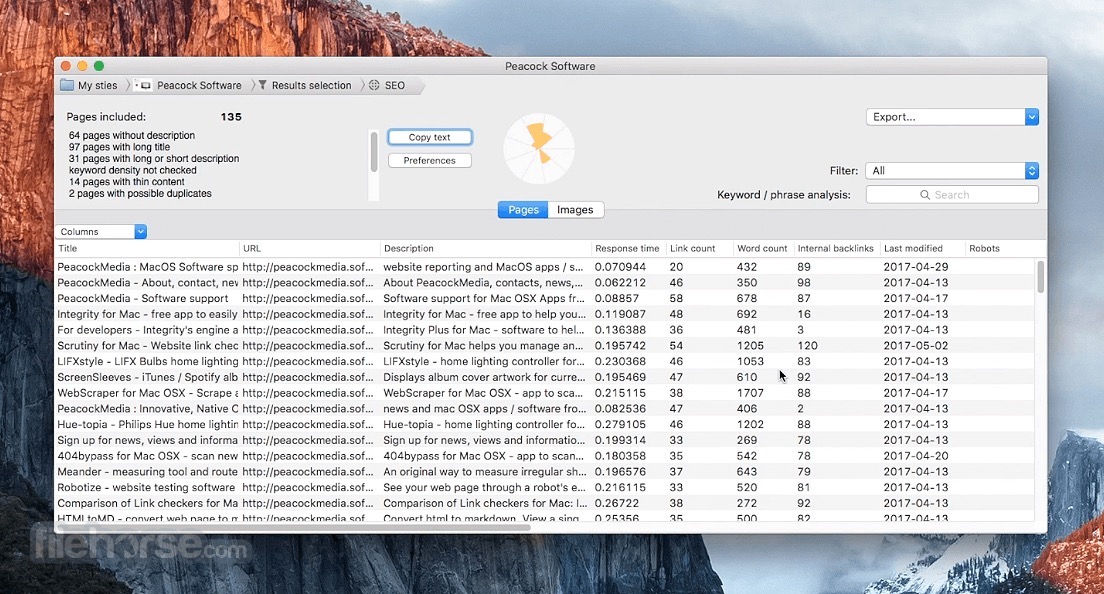 Peacock Software
My sties Peacock Software Results selection SEO
Pages included: 135
64 pages without description
97 pages with long title
31 pages with long or short description
keyword density not checked
14 pages with thin content
2 pages with possible duplicates
Copy text
Preferences
Export...
Filter: All
Keyword / phrase analysis: Search
Pages Images
Columns
Title URL Description Response time Link count Word count Internal backlinks Last modified Robots
PeacockMedia : MacOS Software sp http://peacockmedia.sof... website reporting and MacOS apps / s... 0.070944 20 432 89 2017-04-29
PeacockMedia - About, contact, nev http://peacockmedia.sof... About PeacockMedia, contacts, news,... 0.062212 46 350 98 2017-04-13
PeacockMedia - Software support http://peacockmedia.sof... Software support for Mac OSX Apps fr... 0.08857 58 678 87 2017-04-17
Integrity for Mac - free app to easily http://peacockmedia.sof... Integrity for Mac - free app to help you... 0.119087 48 692 16 2017-04-13
For developers - Integrity's engine a http://peacockmedia.sof... Integrity Plus for Mac - software to hel... 0.136388 36 481 3 2017-04-13
Scrutiny for Mac - Website link chec http://peacockmedia.sof... Scrutiny for Mac helps you manage an... 0.195742 54 1205 120 2017-05-02
LIFXstyle - LIFX Bulbs home lighting http://peacockmedia.sof... LIFXstyle - home lighting controller for... 0.230368 46 1053 83 2017-04-13
ScreenSleeves - iTunes / Spotify alb http://peacockmedia.sof... Displays album cover artwork for curre... 0.195469 47 610 92 2017-04-13
WebScraper for Mac OSX - Scrape a http://peacockmedia.sof... WebScraper for Mac OSX - app to sca... 0.215115 38 1707 88 2017-04-17
PeacockMedia : Innovative, Native C http://peacockmedia.sof... news and mac OSX apps / software fro... 0.082536 47 406 2 2017-04-13
Hue-topia - Philips Hue home lightin http://peacockmedia.sof... Hue-topia - home lighting controller fo... 0.279105 46 1202 88 2017-04-13
Sign up for news, views and informa http://peacockmedia.sof... Sign up for news, views and informatio... 0.199314 33 269 78 2017-04-13
404bypass for Mac OSX - scan new http://peacockmedia.sof... 404bypass for Mac OSX - app to scan... 0.180358 35 542 78 2017-04-20
Meander - measuring tool and route http://peacockmedia.sof... An original way to measure irregular sh... 0.196576 37 643 79 2017-04-13
Robotize - website testing software http://peacockmedia.sof... See your web page through a robot's e... 0.216115 33 520 81 2017-04-13
Comparison of Link checkers for Ma http://peacockmedia.sof... Comparison of Link checkers for Mac: I... 0.26722 38 272 92 2017-04-13
HTMLtoMD - convert web page to m http://peacockmedia.sof... Convert html to markdown. View a sing... 0.25356 35 500 82 2017-04-13
filehorse.com